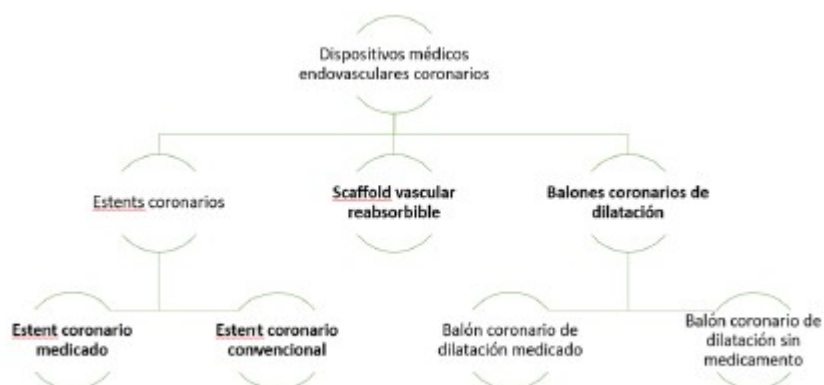 Dispositivos médicos
endovasculares coronarios
Estents coronarios
Scaffold vascular
reabsorbible
Balones coronarios de
dilatación
Estent coronario
medicado
Estent coronario
convencional
Balón coronario de
dilatación medicado
Balón coronario de
dilatación sin
medicamento